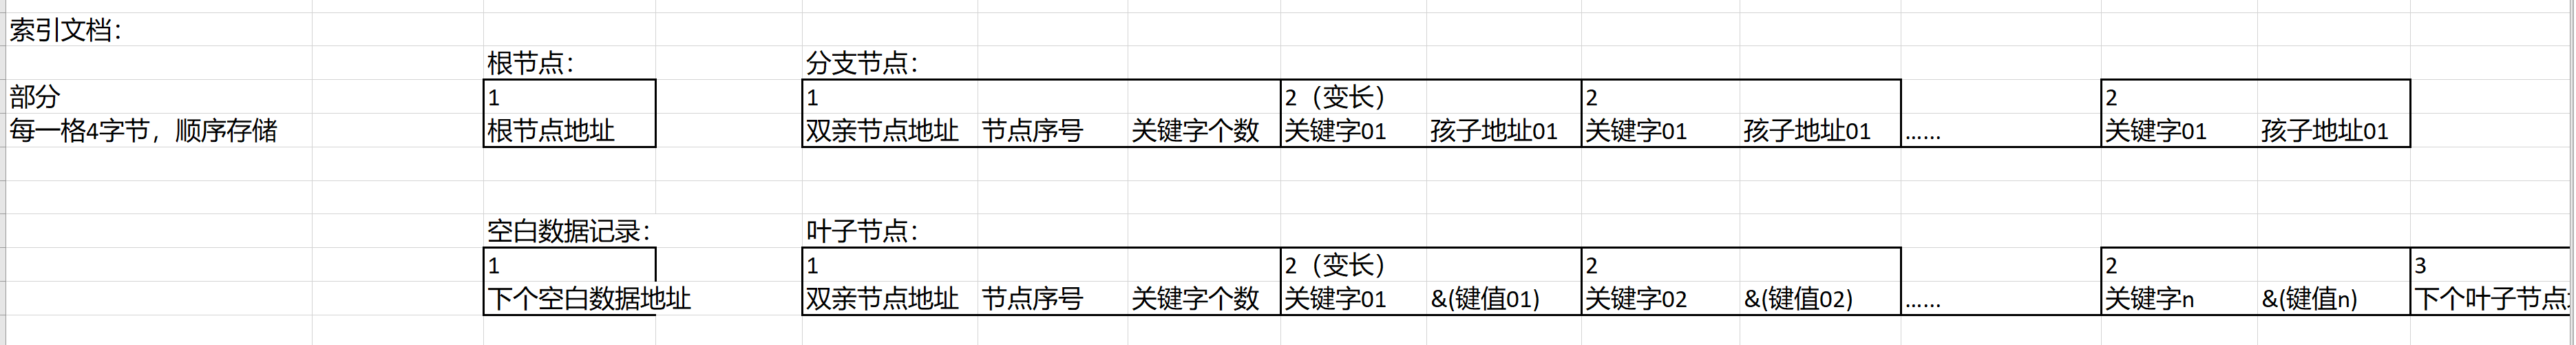 索引文档：
根节点： 分支节点：
部分 1 1 2（变长） 2 2
每一格4字节，顺序存储 根节点地址 双亲节点地址 节点序号 关键字个数 关键字01 孩子地址01 关键字01 孩子地址01 …… 关键字01 孩子地址01
空白数据记录： 叶子节点：
1 1 2（变长） 2 2 3
下个空白数据地址 双亲节点地址 节点序号 关键字个数 关键字01 &(键值01) 关键字02 &(键值02) …… 关键字n &(键值n) 下个叶子节点